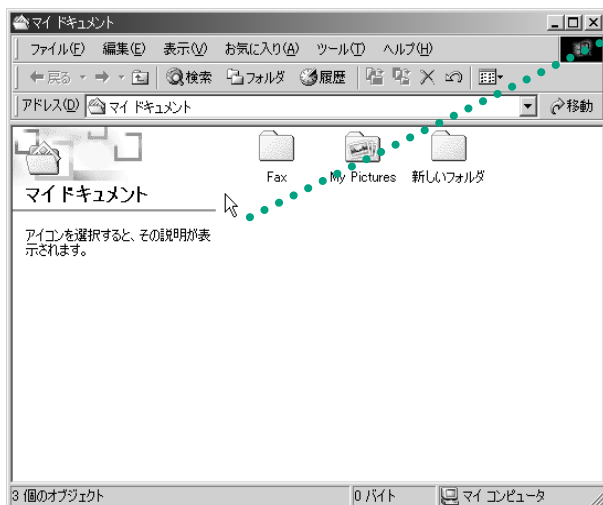 マイ ドキュメント
ファイル(F) 編集(E) 表示(V) お気に入り(A) ツール(T) ヘルプ(H)
戻る 検索 フォルダ 履歴
アドレス(D) マイ ドキュメント 移動
マイ ドキュメント
アイコンを選択すると、その説明が表
示されます。
Fax My Pictures 新しいフォルダ
3 個のオブジェクト 0 バイト マイ コンピュータ